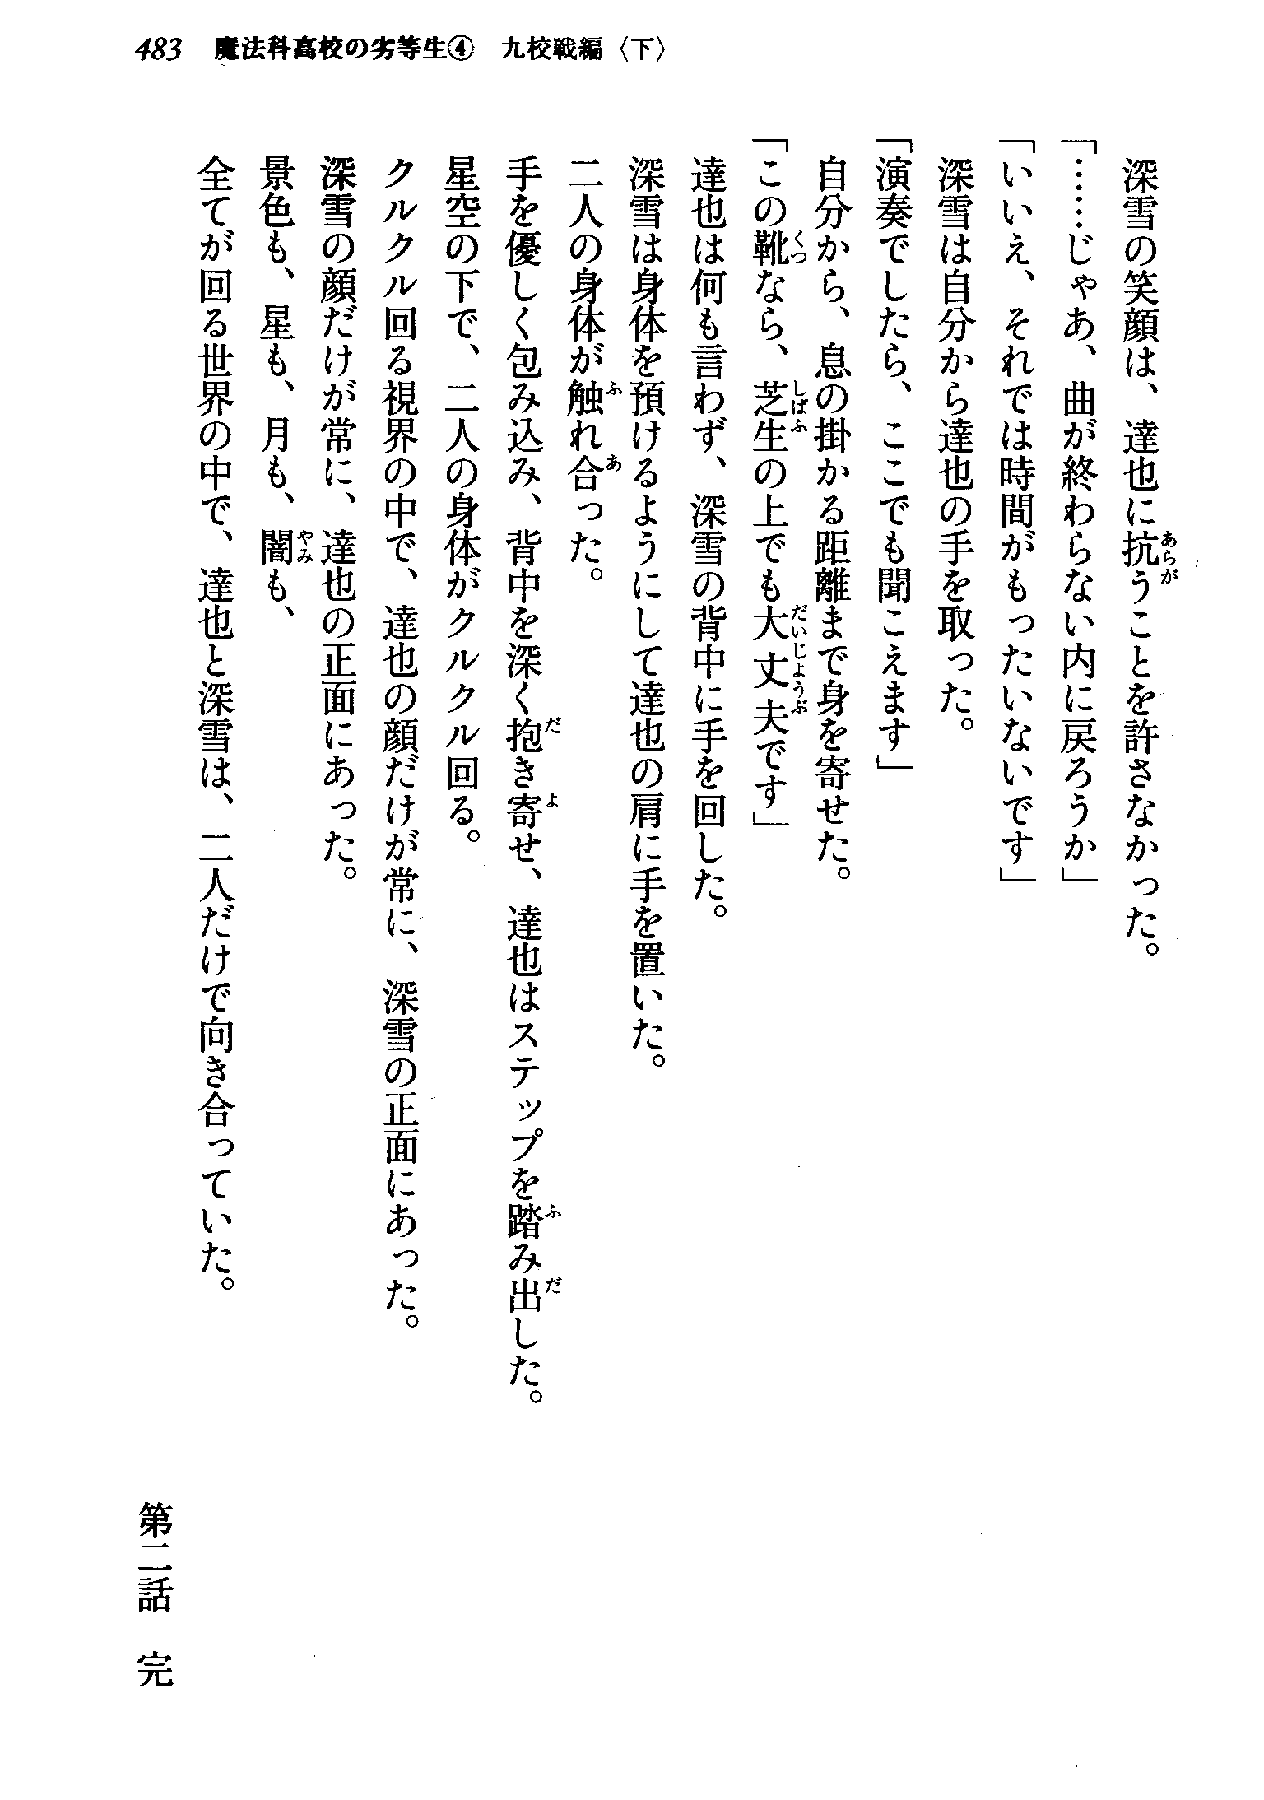 483 魔法科高校の劣等生④ 九校戦編〈下〉
深雪の笑顔は、達也に抗うことを許さなかった。
「……じゃあ、曲が終わらない内に戻ろうか」
「いいえ、それでは時間がもったいないです」
深雪は自分から達也の手を取った。
「演奏でしたら、ここでも聞こえます」
自分から、息の掛かる距離まで身を寄せた。
「この靴なら、芝生の上でも大丈夫です」
達也は何も言わず、深雪の背中に手を回した。
深雪は身体を預けるようにして達也の肩に手を置いた。
二人の身体が触れ合った。
手を優しく包み込み、背中を深く抱き寄せ、達也はステップを踏み出した。
星空の下で、二人の身体がクルクル回る。
クルクル回る視界の中で、達也の顔だけが常に、深雪の正面にあった。
深雪の顔だけが常に、達也の正面にあった。
景色も、星も、月も、闇も、
全てが回る世界の中で、達也と深雪は、二人だけで向き合っていた。
第二話 完